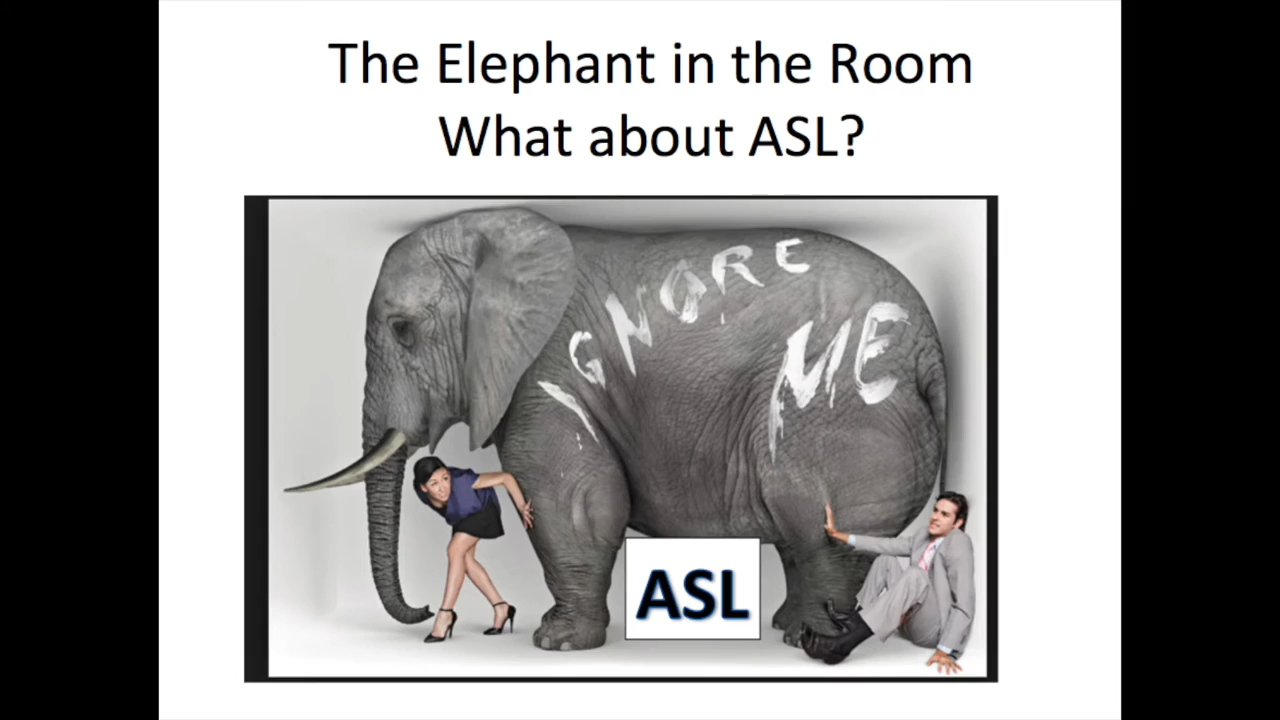 The Elephant in the Room
What about ASL?
IGNORE
ME
ASL